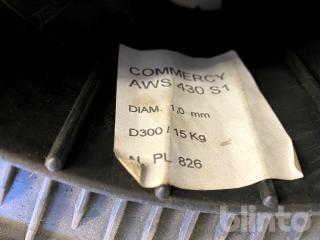 COMMERCY
AWS 430 S1
DIAM. 1,0 mm
D300 / 15 Kg
N. PL 826
blinto